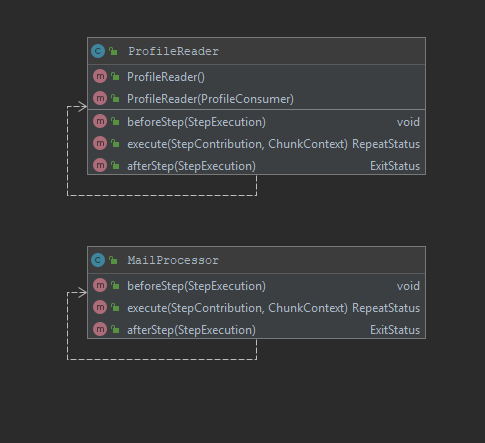 ProfileReader
ProfileReader()
ProfileReader(ProfileConsumer)
beforeStep(StepExecution) void
execute(StepContribution, ChunkContext) RepeatStatus
afterStep(StepExecution) ExitStatus
MailProcessor
beforeStep(StepExecution) void
execute(StepContribution, ChunkContext) RepeatStatus
afterStep(StepExecution) ExitStatus